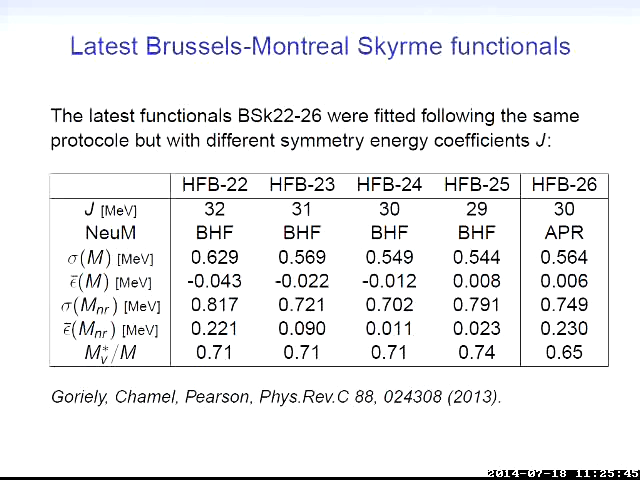 Latest Brussels-Montreal Skyrme functionals
The latest functionals BSk22-26 were fitted following the same
protocole but with different symmetry energy coefficients J:
HFB-22 HFB-23 HFB-24 HFB-25 HFB-26
J [MeV] 32 31 30 29 30
NeuM BHF BHF BHF BHF APR
σ(M) [MeV] 0.629 0.569 0.549 0.544 0.564
ϵ̄(M) [MeV] -0.043 -0.022 -0.012 0.008 0.006
σ(Mnr) [MeV] 0.817 0.721 0.702 0.791 0.749
ϵ̄(Mnr) [MeV] 0.221 0.090 0.011 0.023 0.230
M*v/M 0.71 0.71 0.71 0.74 0.65
Goriely, Chamel, Pearson, Phys.Rev.C 88, 024308 (2013).
2014-07-18 11:25:45